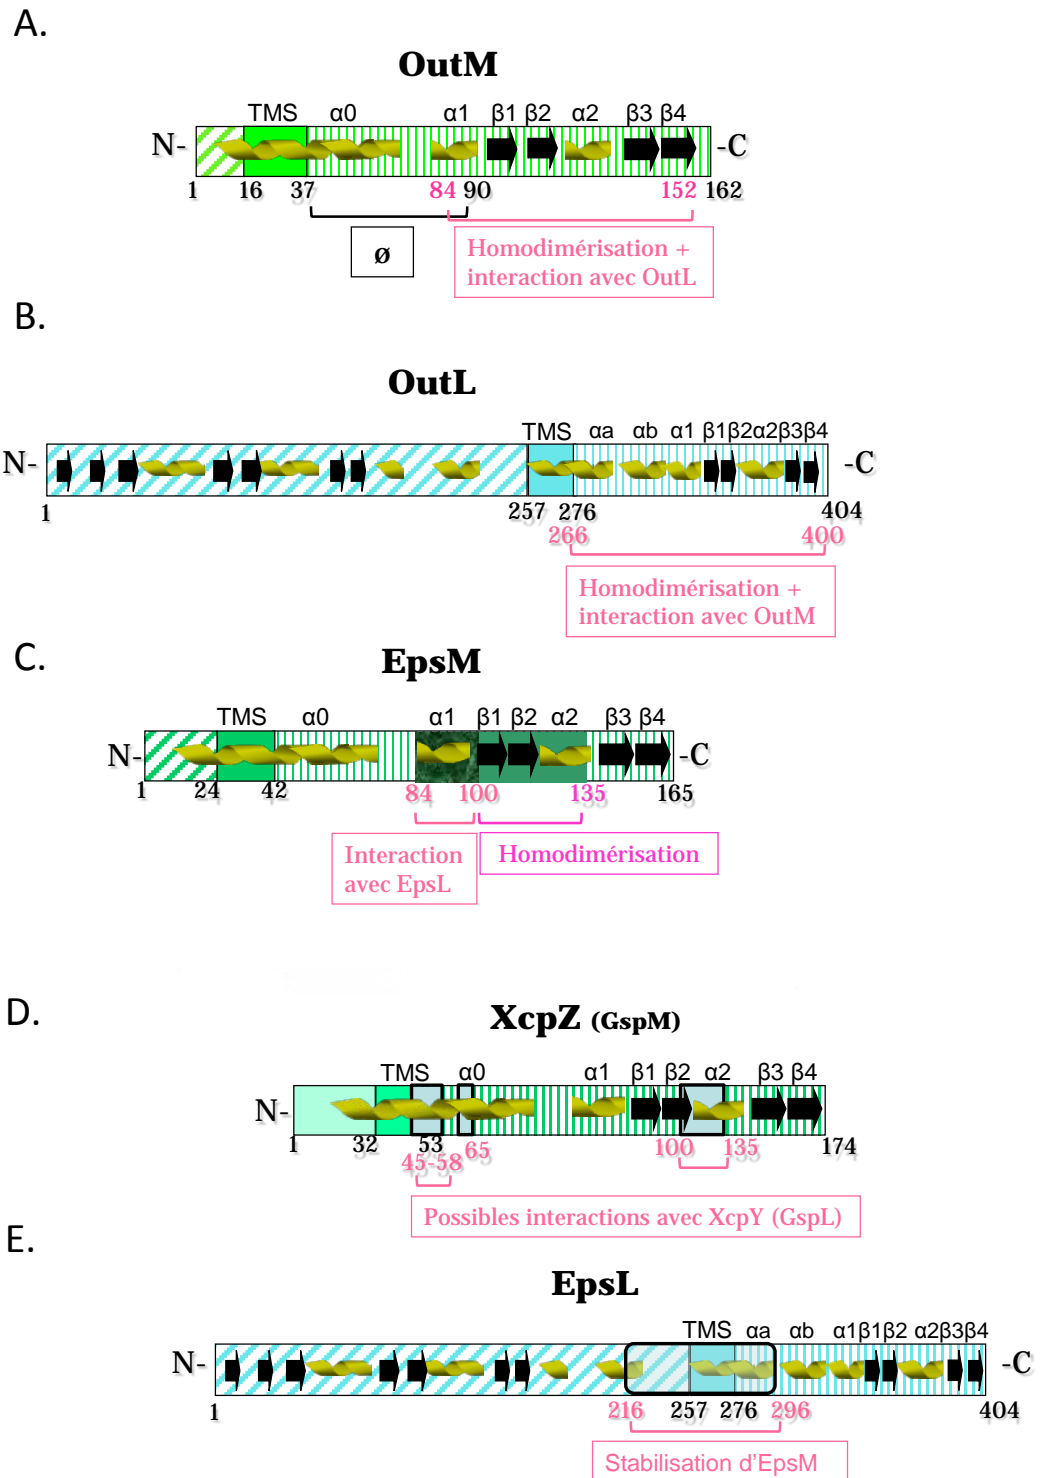 A.
OutM
TMS α0 α1 β1 β2 α2 β3 β4
N- -C
1 16 37 84 90 152 162
ø
Homodimérisation +
interaction avec OutL
B.
OutL
TMS αa αb α1 β1β2α2β3β4
N- -C
1 257 276 404
266 400
Homodimérisation +
interaction avec OutM
C.
EpsM
TMS α0 α1 β1 β2 α2 β3 β4
N- -C
1 24 42 84 100 135 165
Interaction
avec EpsL
Homodimérisation
D.
XcpZ (GspM)
TMS α0 α1 β1 β2 α2 β3 β4
N-
1 32 53 65 100 135 174
45-58
Possibles interactions avec XcpY (GspL)
E.
EpsL
TMS αa αb α1β1β2 α2β3β4
N- -C
1 216 257 276 296 404
Stabilisation d'EpsM